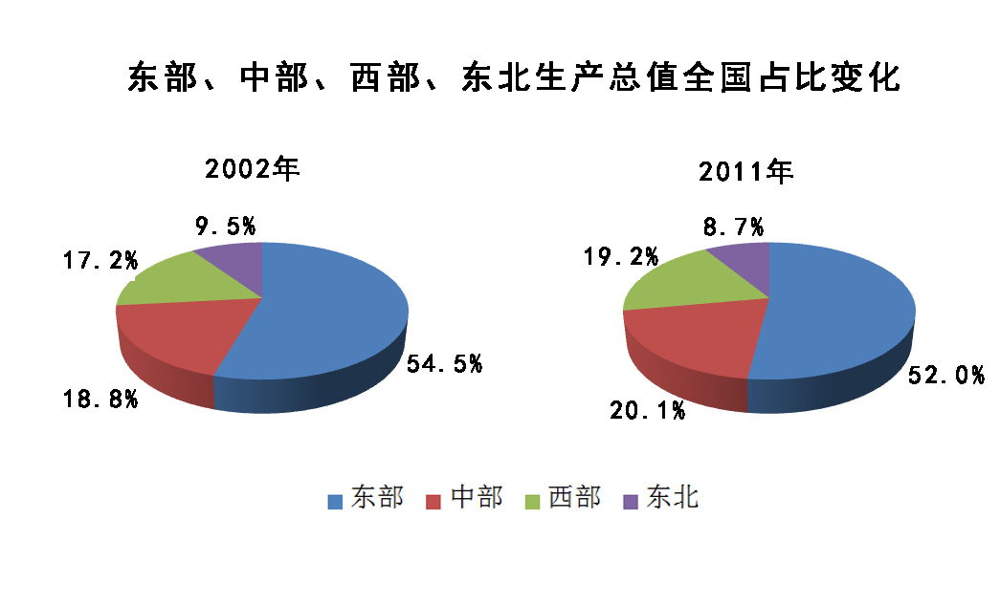 东部、中部、西部、东北生产总值全国占比变化
2002年
2011年
9.5%
17.2%
54.5%
18.8%
8.7%
19.2%
52.0%
20.1%
东部 中部 西部 东北